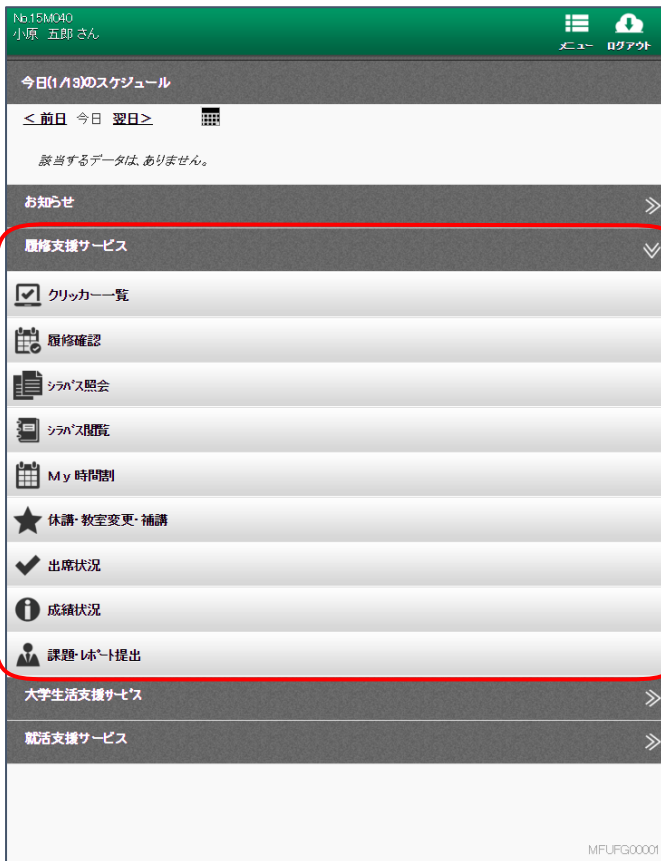 No.15M040
小原 五郎 さん
メニュー ログアウト
今日(1/13)のスケジュール
< 前日 今日 翌日>
該当するデータは、ありません。
お知らせ
履修支援サービス
クリッカー一覧
履修確認
シラバス照会
シラバス閲覧
My 時間割
休講・教室変更・補講
出席状況
成績状況
課題・レポート提出
大学生活支援サービス
就活支援サービス
MFUFG00001